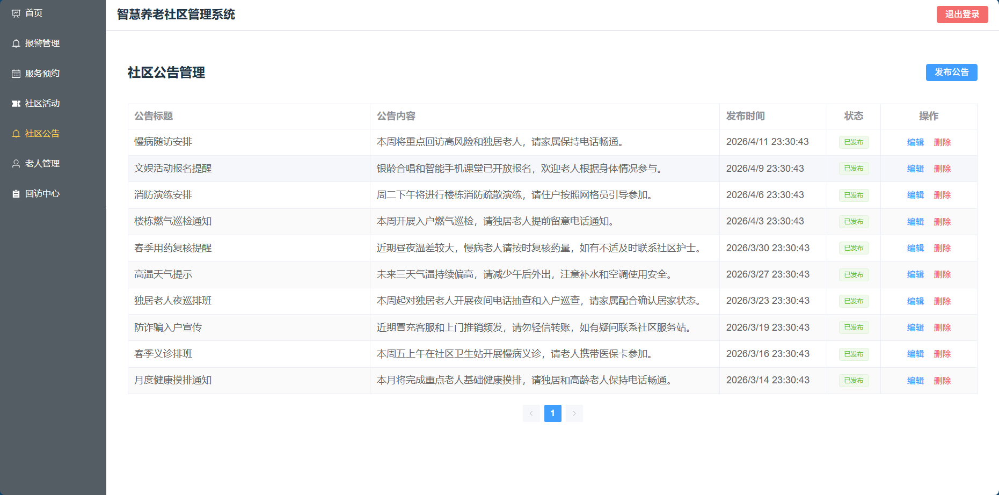 首页
报警管理
服务预约
社区活动
社区公告
老人管理
回访中心
智慧养老社区管理系统
退出登录
社区公告管理
发布公告
公告标题 公告内容 发布时间 状态 操作
慢病随访安排 本周将重点回访高风险和独居老人，请家属保持电话畅通。 2026/4/11 23:30:43 已发布 编辑 删除
文娱活动报名提醒 银龄合唱和智能手机课堂已开放报名，欢迎老人根据身体情况参与。 2026/4/9 23:30:43 已发布 编辑 删除
消防演练安排 周二下午将进行楼栋消防疏散演练，请住户按照网格员引导参加。 2026/4/6 23:30:43 已发布 编辑 删除
楼栋燃气巡检通知 本周开展入户燃气巡检，请独居老人提前留意电话通知。 2026/4/3 23:30:43 已发布 编辑 删除
春季用药复核提醒 近期昼夜温差较大，慢病老人请按时复核药量，如有不适及时联系社区护士。 2026/3/30 23:30:43 已发布 编辑 删除
高温天气提示 未来三天气温持续偏高，请减少午后外出，注意补水和空调使用安全。 2026/3/27 23:30:43 已发布 编辑 删除
独居老人夜巡排班 本周起对独居老人开展夜间电话抽查和入户巡查，请家属配合确认居家状态。 2026/3/23 23:30:43 已发布 编辑 删除
防诈骗入户宣传 近期冒充客服和上门推销频发，请勿轻信转账，如有疑问联系社区服务站。 2026/3/19 23:30:43 已发布 编辑 删除
春季义诊排班 本周五上午在社区卫生站开展慢病义诊，请老人携带医保卡参加。 2026/3/16 23:30:43 已发布 编辑 删除
月度健康摸排通知 本月将完成重点老人基础健康摸排，请独居和高龄老人保持电话畅通。 2026/3/14 23:30:43 已发布 编辑 删除
1